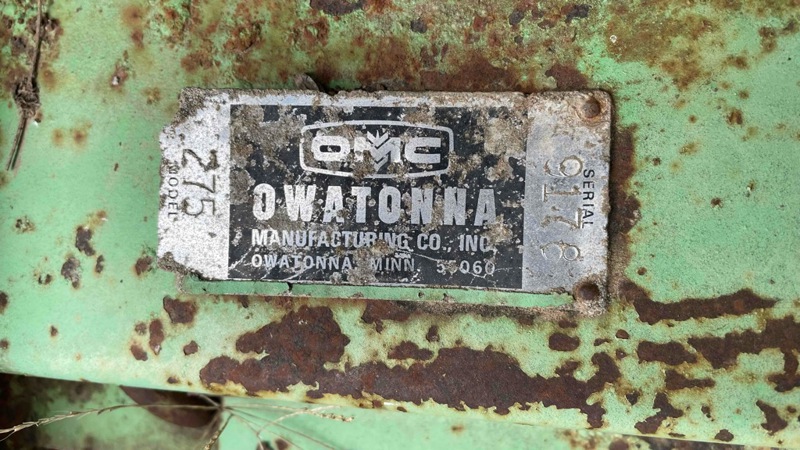 MODEL
275
OMC
OWATONNA
MANUFACTURING CO., INC.
OWATONNA, MINN. 55060
SERIAL
9178